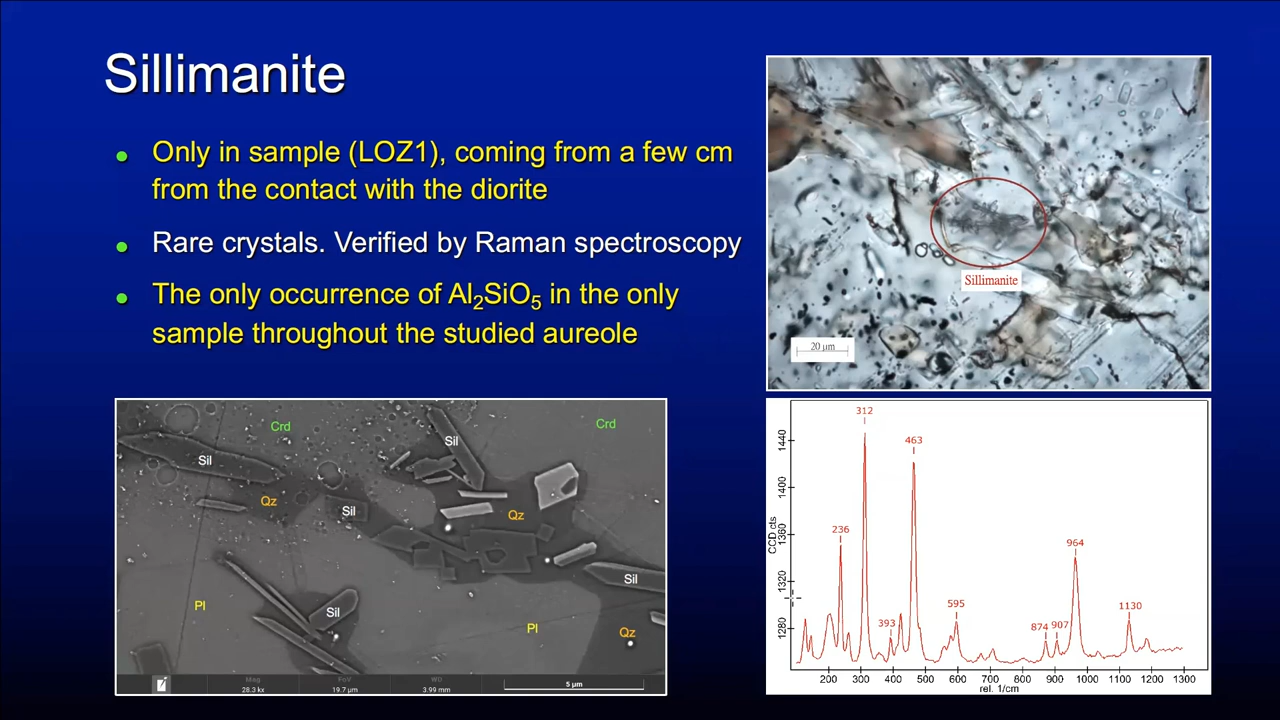 Sillimanite
Only in sample (LOZ1), coming from a few cm
from the contact with the diorite
Rare crystals. Verified by Raman spectroscopy
The only occurrence of Al₂SiO₅ in the only
sample throughout the studied aureole
Sillimanite
20 µm
Crd
Crd
Sil
Sil
Qz
Sil
Qz
Sil
Pl
Sil
Pl
Qz
Mag
FoV
WD
28.3 kx
19.7 µm
3.99 mm
5 µm
312
463
236
964
595
393
874
907
1130
CCD cts
1440
1400
1360
1320
1280
200 300 400 500 600 700 800 900 1000 1100 1200 1300
rel. 1/cm